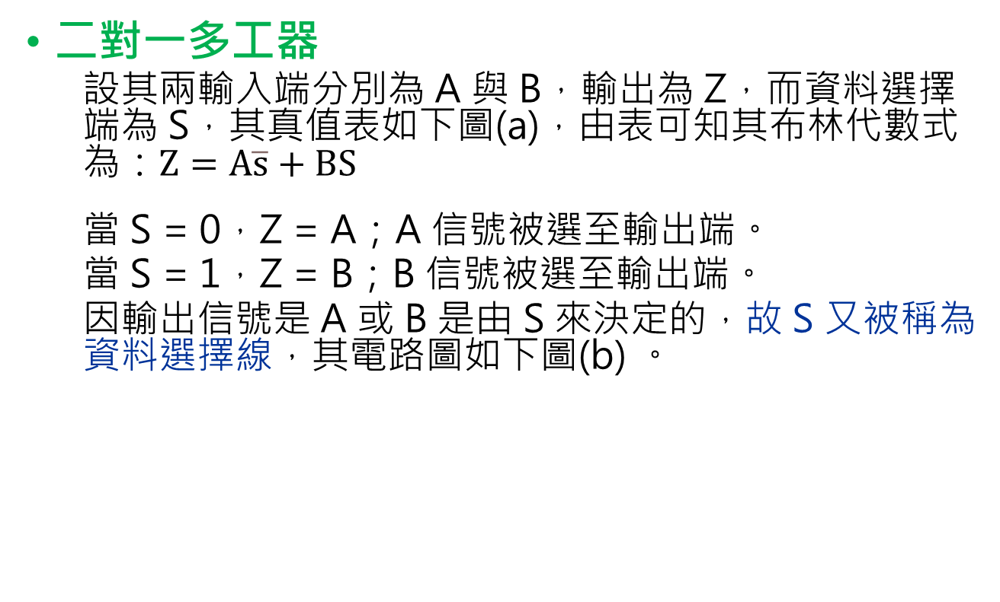 • 二對一多工器
設其兩輸入端分別為 A 與 B，輸出為 Z，而資料選擇
端為 S，其真值表如下圖(a)，由表可知其布林代數式
為：Z = As̅ + BS
當 S = 0，Z = A；A 信號被選至輸出端。
當 S = 1，Z = B；B 信號被選至輸出端。
因輸出信號是 A 或 B 是由 S 來決定的，故 S 又被稱為
資料選擇線，其電路圖如下圖(b) 。